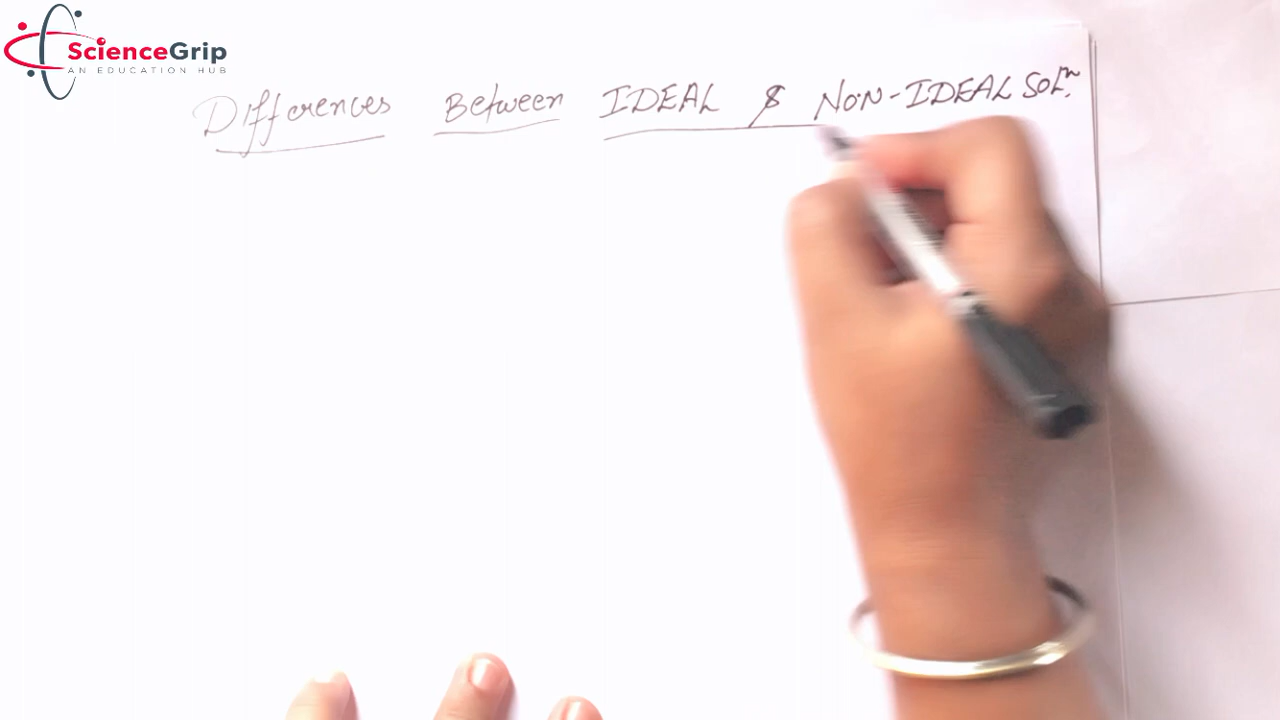 ScienceGrip
AN EDUCATION HUB
Differences Between IDEAL & NON-IDEAL SOLn.